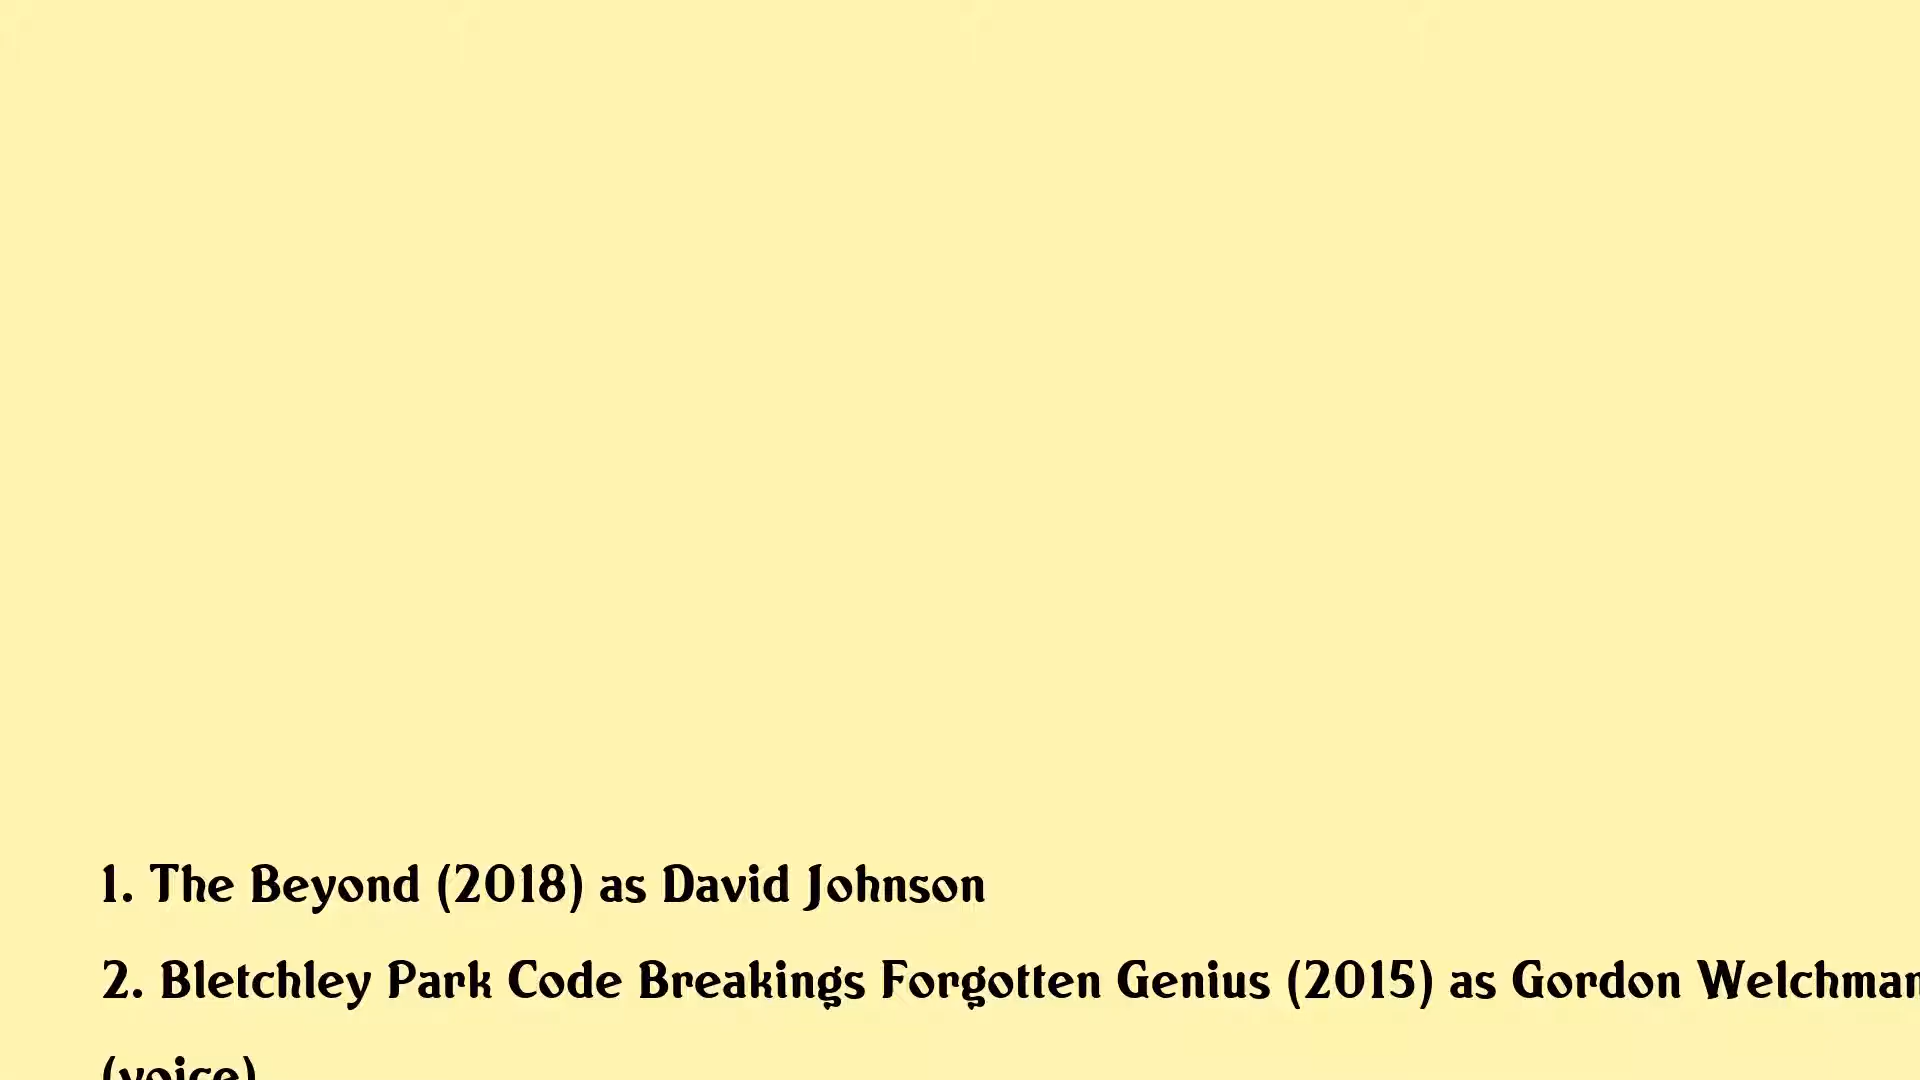 1. The Beyond (2018) as David Johnson
2. Bletchley Park Code Breakings Forgotten Genius (2015) as Gordon Welchman
(voice)